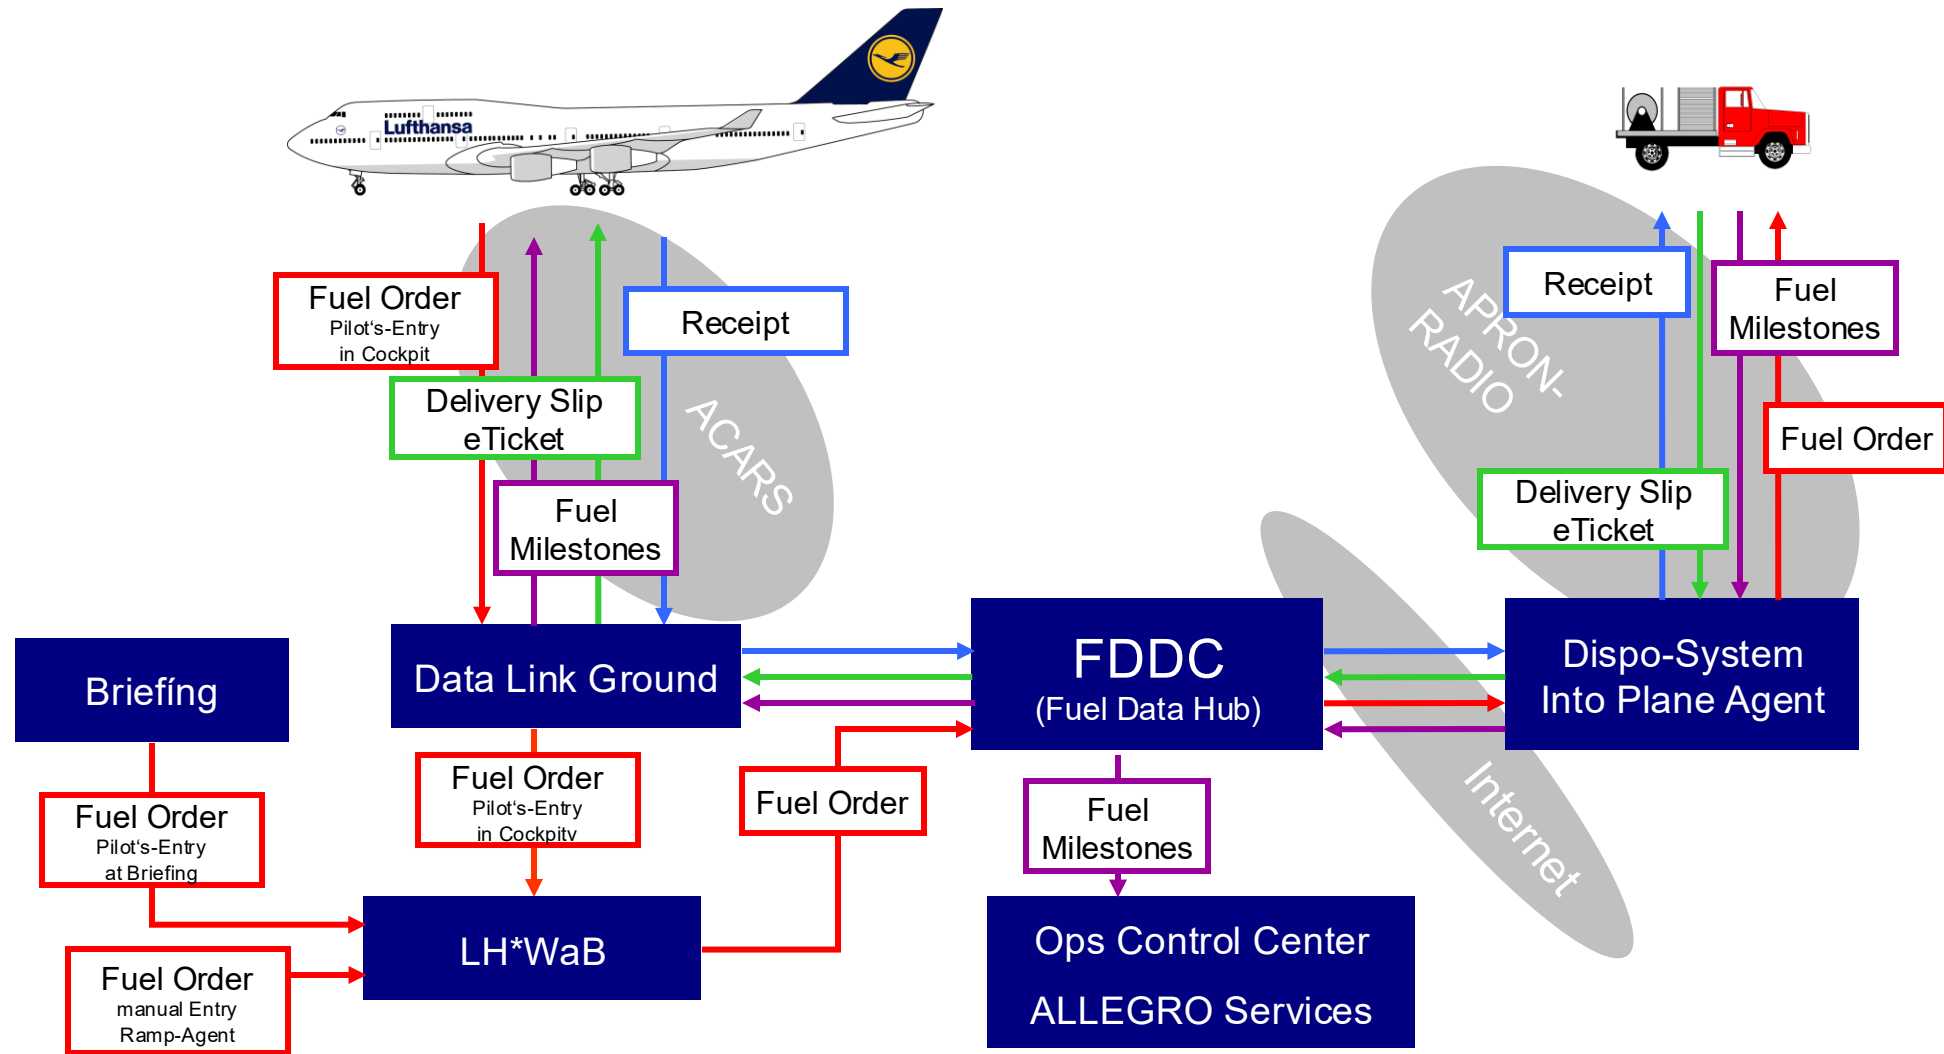 Lufthansa
Fuel Order
Pilot‘s-Entry
in Cockpit
Receipt
Delivery Slip
eTicket
Fuel
Milestones
ACARS
Receipt
Fuel
Milestones
APRON-
RADIO
Fuel Order
Delivery Slip
eTicket
Briefíng
Data Link Ground
FDDC
(Fuel Data Hub)
Dispo-System
Into Plane Agent
Fuel Order
Pilot‘s-Entry
at Briefing
Fuel Order
Pilot‘s-Entry
in Cockpitv
Fuel Order
Fuel
Milestones
Internet
Fuel Order
manual Entry
Ramp-Agent
LH*WaB
Ops Control Center
ALLEGRO Services